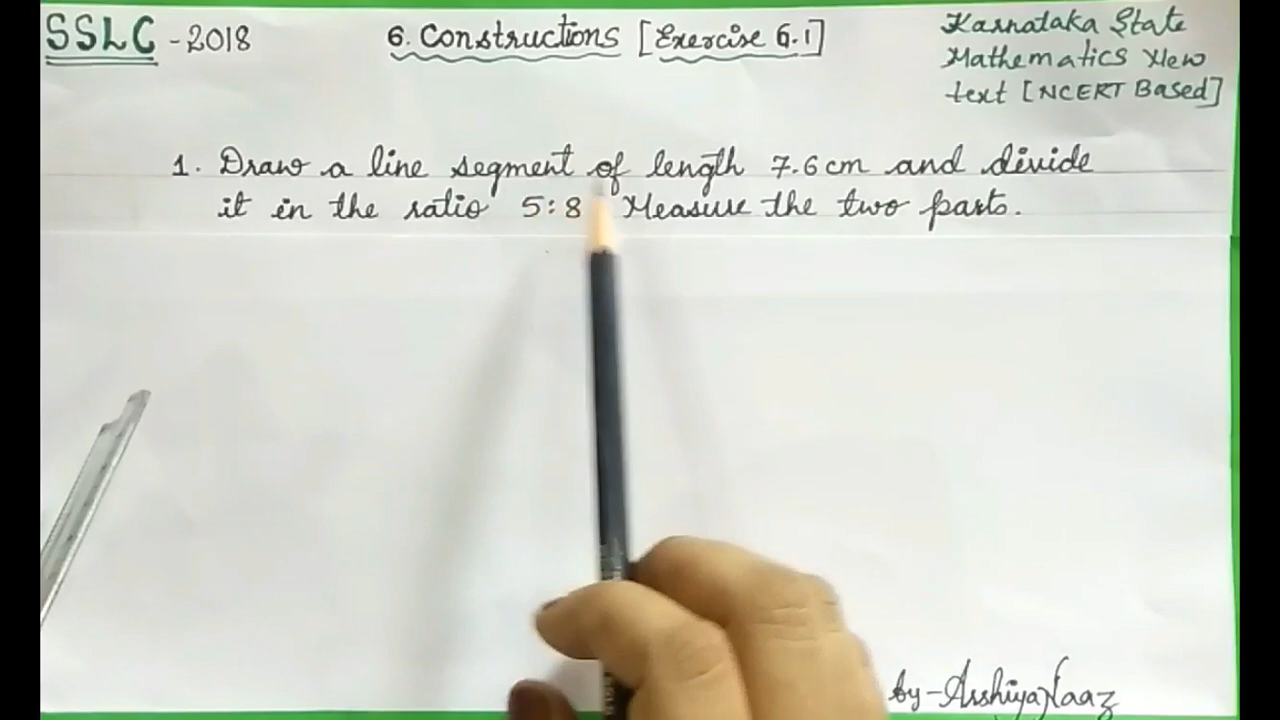 SSLC - 2018
6. Constructions [Exercise 6.1]
Karnataka State
Mathematics New
text [NCERT Based]
1. Draw a line segment of length 7.6 cm and divide
it in the ratio 5:8 Measure the two parts.
by - Arshiya Naaz